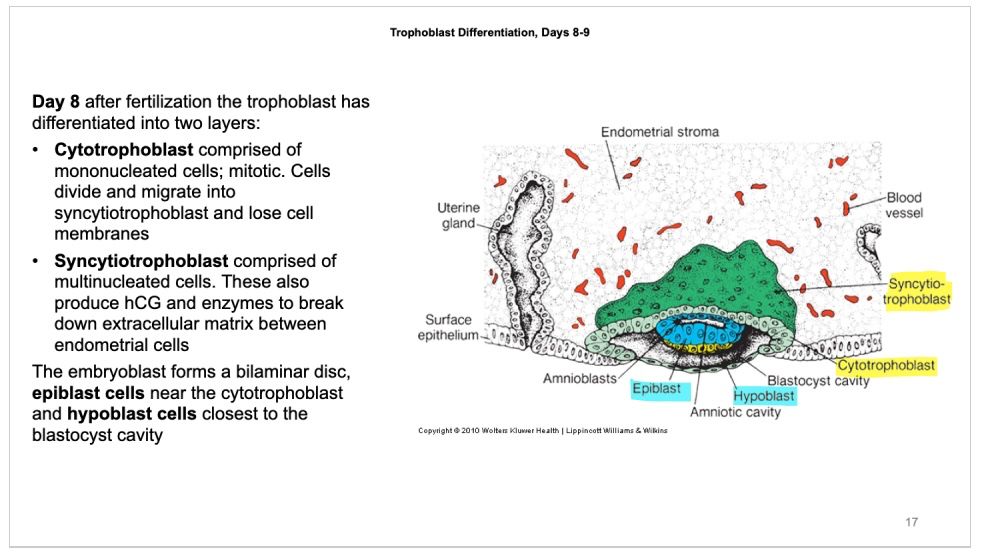 Trophoblast Differentiation, Days 8-9
Day 8 after fertilization the trophoblast has
differentiated into two layers:
• Cytotrophoblast comprised of
mononucleated cells; mitotic. Cells
divide and migrate into
syncytiotrophoblast and lose cell
membranes
• Syncytiotrophoblast comprised of
multinucleated cells. These also
produce hCG and enzymes to break
down extracellular matrix between
endometrial cells
The embryoblast forms a bilaminar disc,
epiblast cells near the cytotrophoblast
and hypoblast cells closest to the
blastocyst cavity
Endometrial stroma
Uterine
gland
Blood
vessel
Syncytio-
trophoblast
Surface
epithelium
Cytotrophoblast
Amnioblasts
Blastocyst cavity
Epiblast
Hypoblast
Amniotic cavity
Copyright © 2010 Wolters Kluwer Health | Lippincott Williams & Wilkins
17